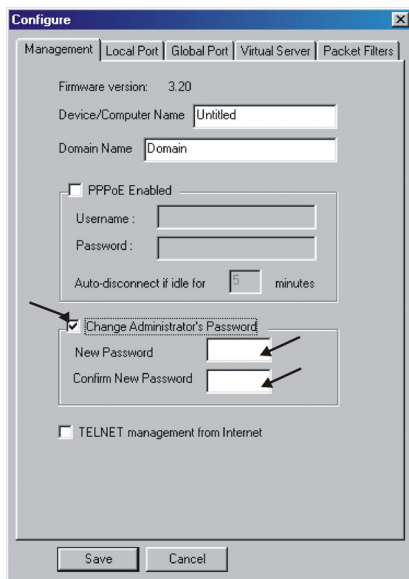 Configure
Management Local Port Global Port Virtual Server Packet Filters
Firmware version: 3.20
Device/Computer Name Untitled
Domain Name Domain
PPPoE Enabled
Username :
Password :
Auto-disconnect if idle for 5 minutes
Change Administrator's Password
New Password
Confirm New Password
TELNET management from Internet
Save Cancel